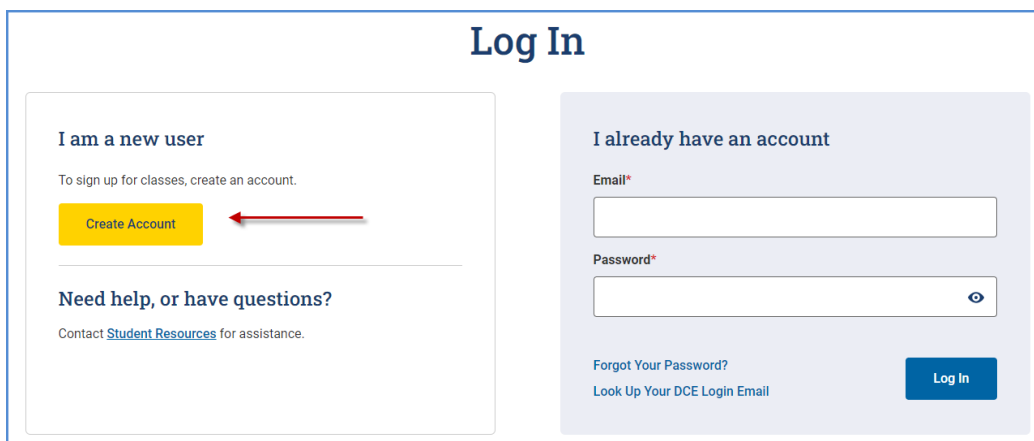 Log In
I am a new user
To sign up for classes, create an account.
Create Account
Need help, or have questions?
Contact Student Resources for assistance.
I already have an account
Email*
Password*
Forgot Your Password?
Look Up Your DCE Login Email
Log In